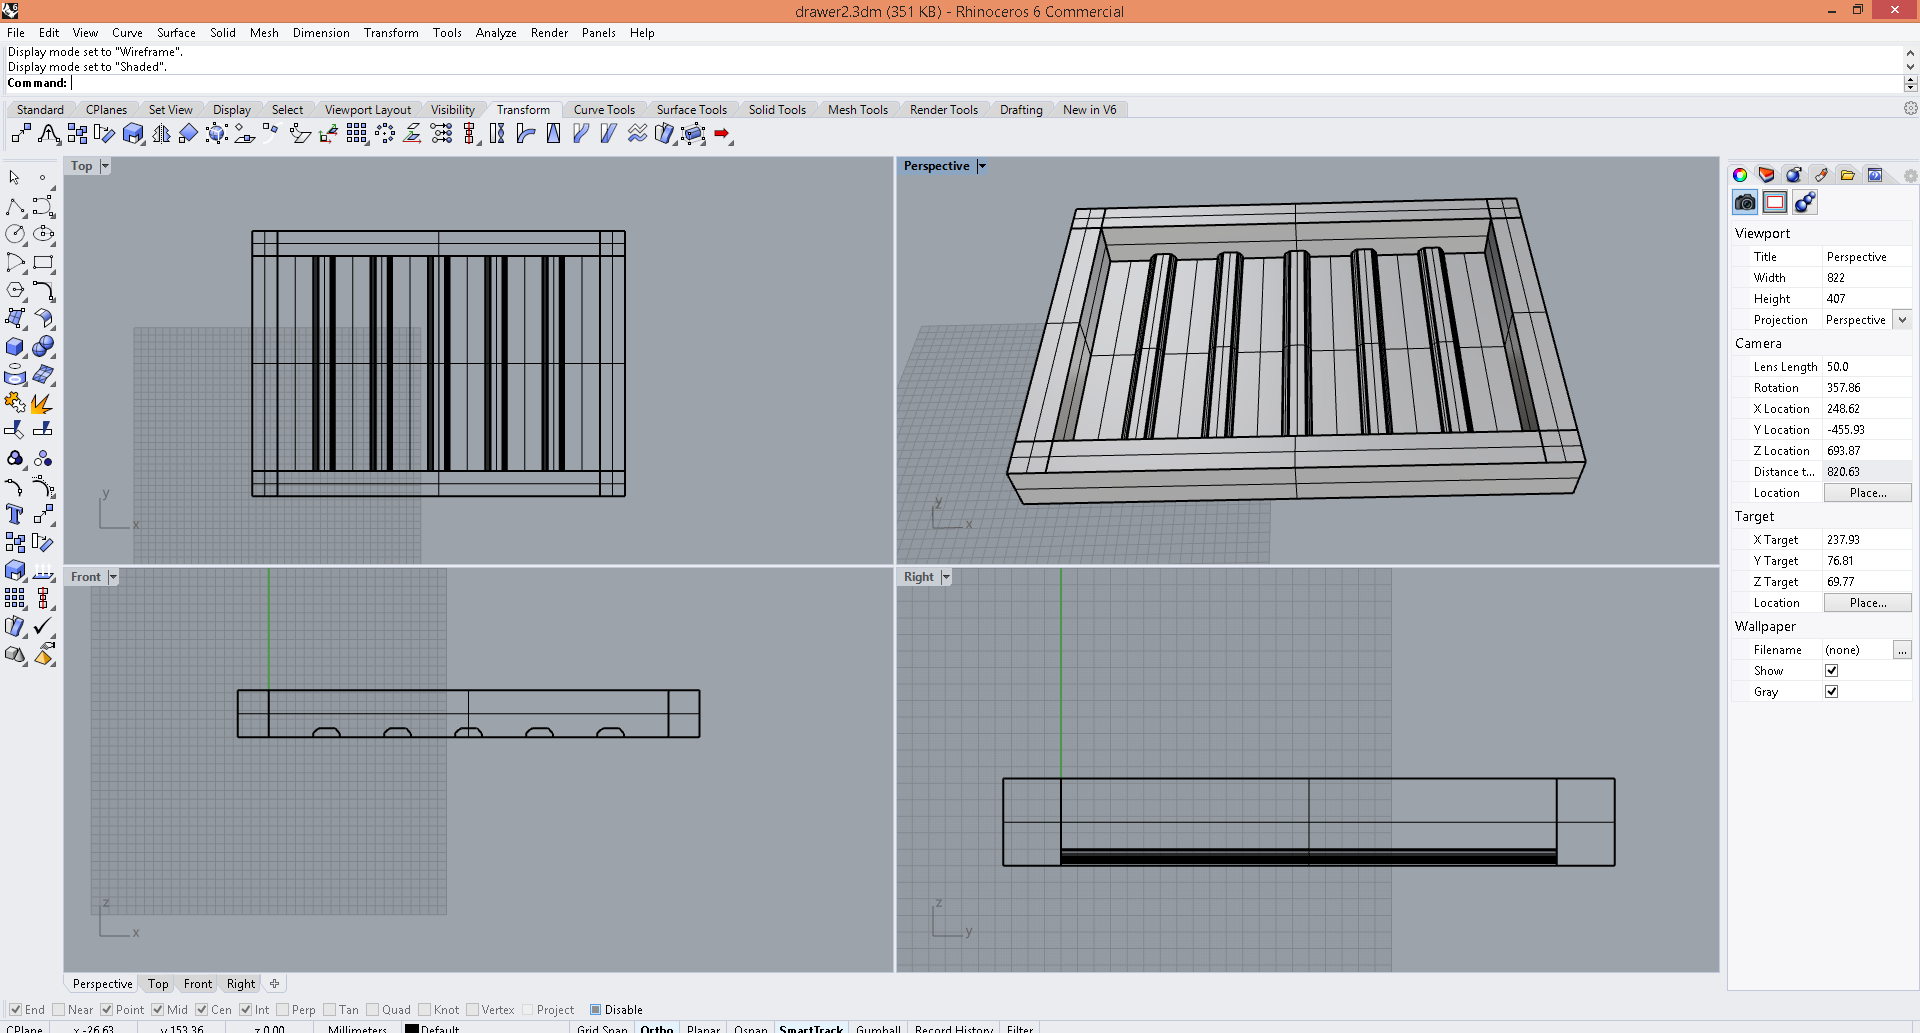 drawer2.3dm (351 KB) - Rhinoceros 6 Commercial
File Edit View Curve Surface Solid Mesh Dimension Transform Tools Analyze Render Panels Help
Display mode set to "Wireframe".
Display mode set to "Shaded".
Command:
Standard CPlanes Set View Display Select Viewport Layout Visibility Transform Curve Tools Surface Tools Solid Tools Mesh Tools Render Tools Drafting New in V6
Top
Perspective
y
x
y
x
Front
Right
z
x
z
y
Viewport
Title Perspective
Width 822
Height 407
Projection Perspective
Camera
Lens Length 50.0
Rotation 357.86
X Location 248.62
Y Location -455.93
Z Location 693.87
Distance t... 820.63
Location Place...
Target
X Target 237.93
Y Target 76.81
Z Target 69.77
Location Place...
Wallpaper
Filename (none) ...
Show
Gray
Perspective Top Front Right
End Near Point Mid Cen Int Perp Tan Quad Knot Vertex Project Disable
CPlane x -26.63 y 153.36 z 0.00 Millimeters Default Grid Snap Ortho Planar Osnap SmartTrack Gumball Record History Filter